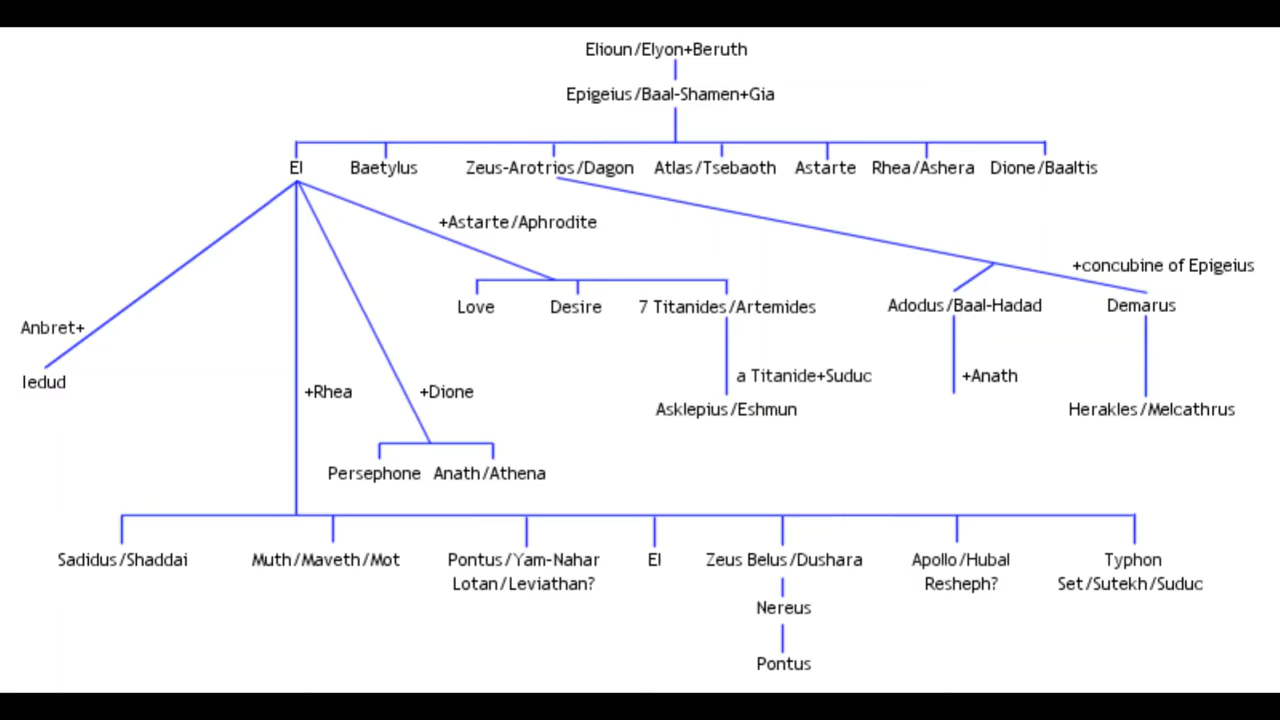 Elioun/Elyon+Beruth
Epigeius/Baal-Shamen+Gia
El Baetylus Zeus-Arotrios/Dagon Atlas/Tsebaoth Astarte Rhea/Ashera Dione/Baaltis
+Astarte/Aphrodite
+concubine of Epigeius
Love Desire 7 Titanides/Artemides Adodus/Baal-Hadad Demarus
Anbret+
Iedud
a Titanide+Suduc +Anath
+Rhea +Dione
Asklepius/Eshmun Herakles/Melcathrus
Persephone Anath/Athena
Sadidus/Shaddai Muth/Maveth/Mot Pontus/Yam-Nahar El Zeus Belus/Dushara Apollo/Hubal Typhon
Lotan/Leviathan? Resheph? Set/Sutekh/Suduc
Nereus
Pontus